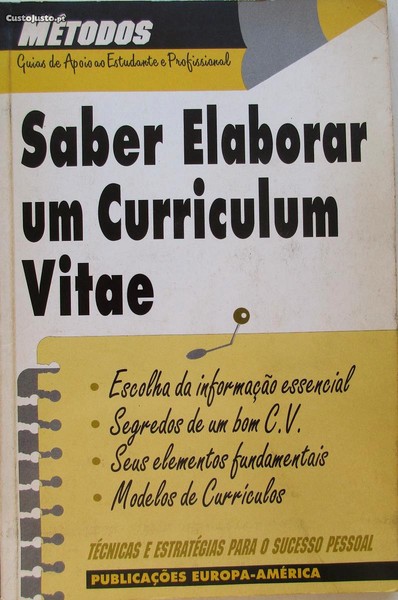 CustoJusto.pt
MÉTODOS
Guias de Apoio ao Estudante e Profissional
Saber Elaborar
um Curriculum
Vitae
• Escolha da informação essencial
• Segredos de um bom C.V.
• Seus elementos fundamentais
• Modelos de Currículos
TÉCNICAS E ESTRATÉGIAS PARA O SUCESSO PESSOAL
PUBLICAÇÕES EUROPA-AMÉRICA